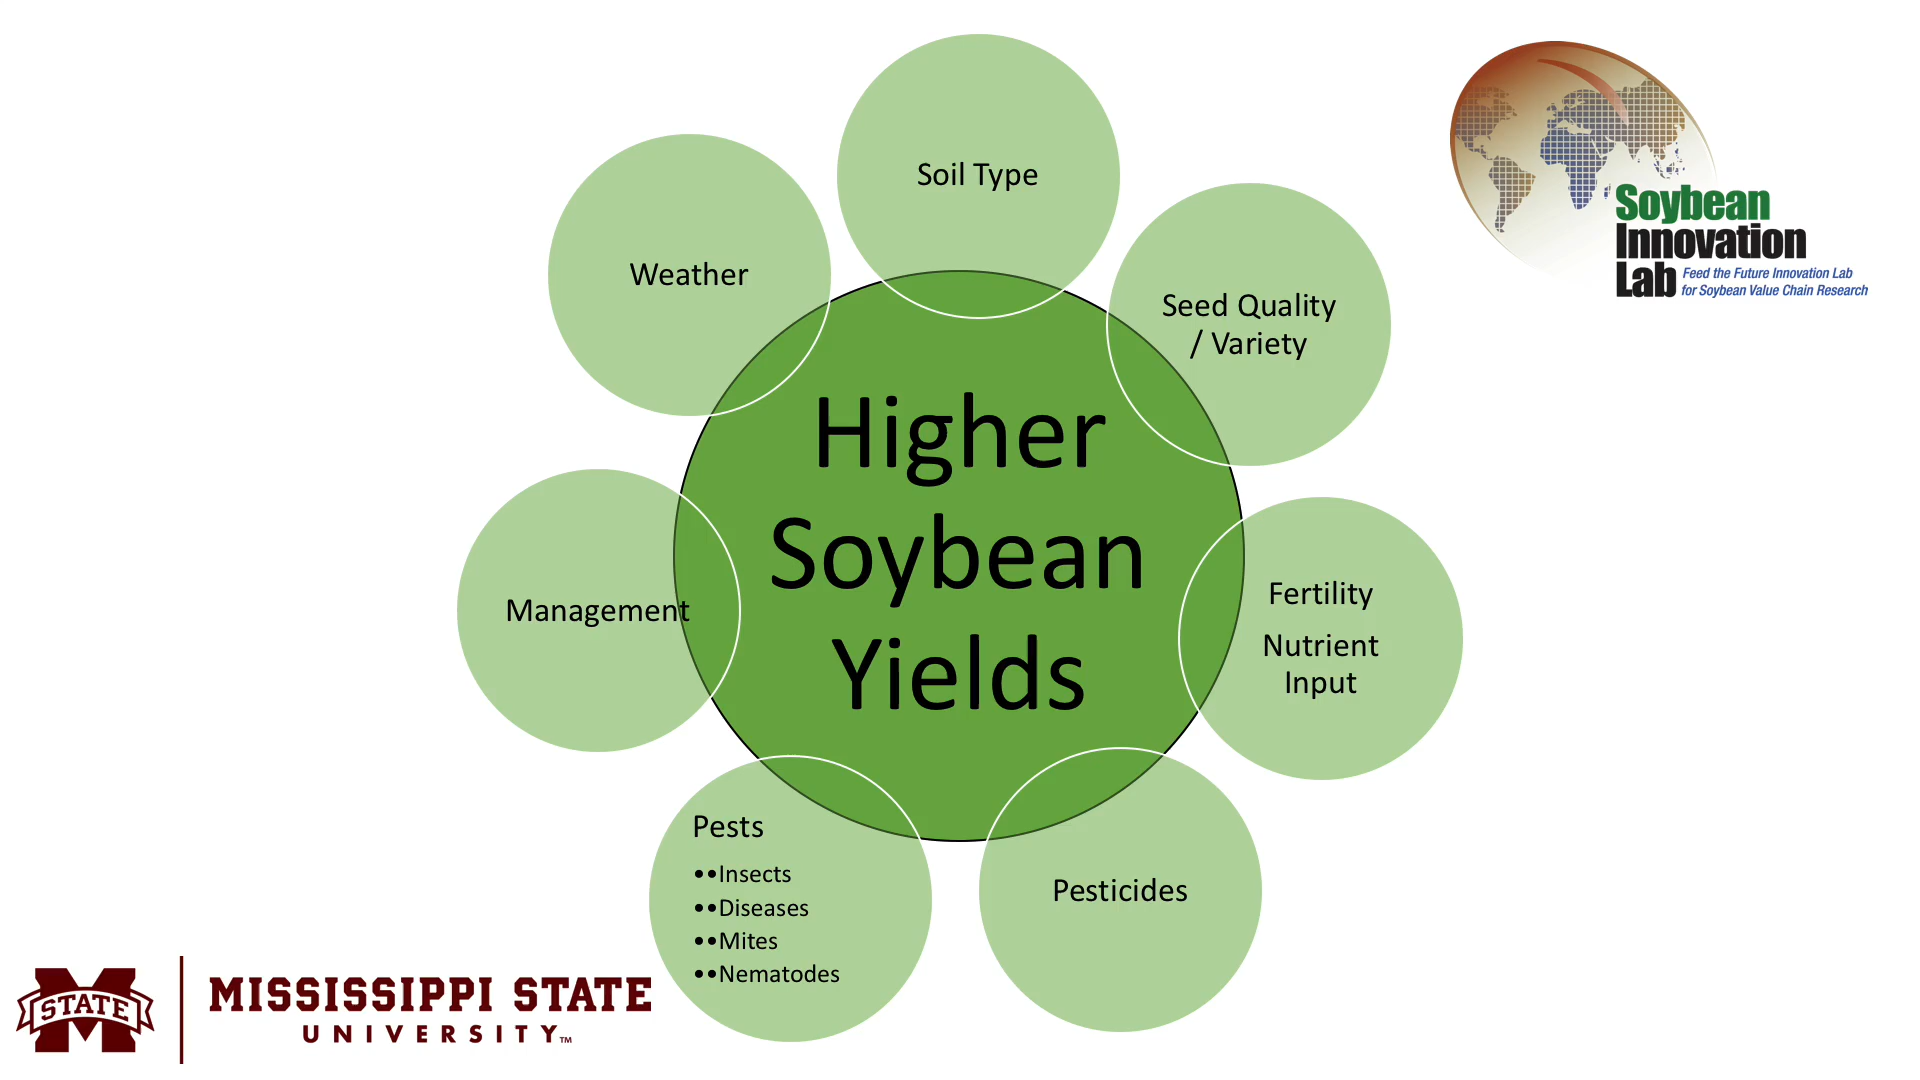 Soil Type
Weather
Seed Quality
/ Variety
Higher
Soybean
Yields
Management
Fertility
Nutrient
Input
Pests
••Insects
••Diseases
••Mites
••Nematodes
Pesticides
Soybean
Innovation
Lab Feed the Future Innovation Lab
for Soybean Value Chain Research
STATE
MISSISSIPPI STATE
UNIVERSITY™